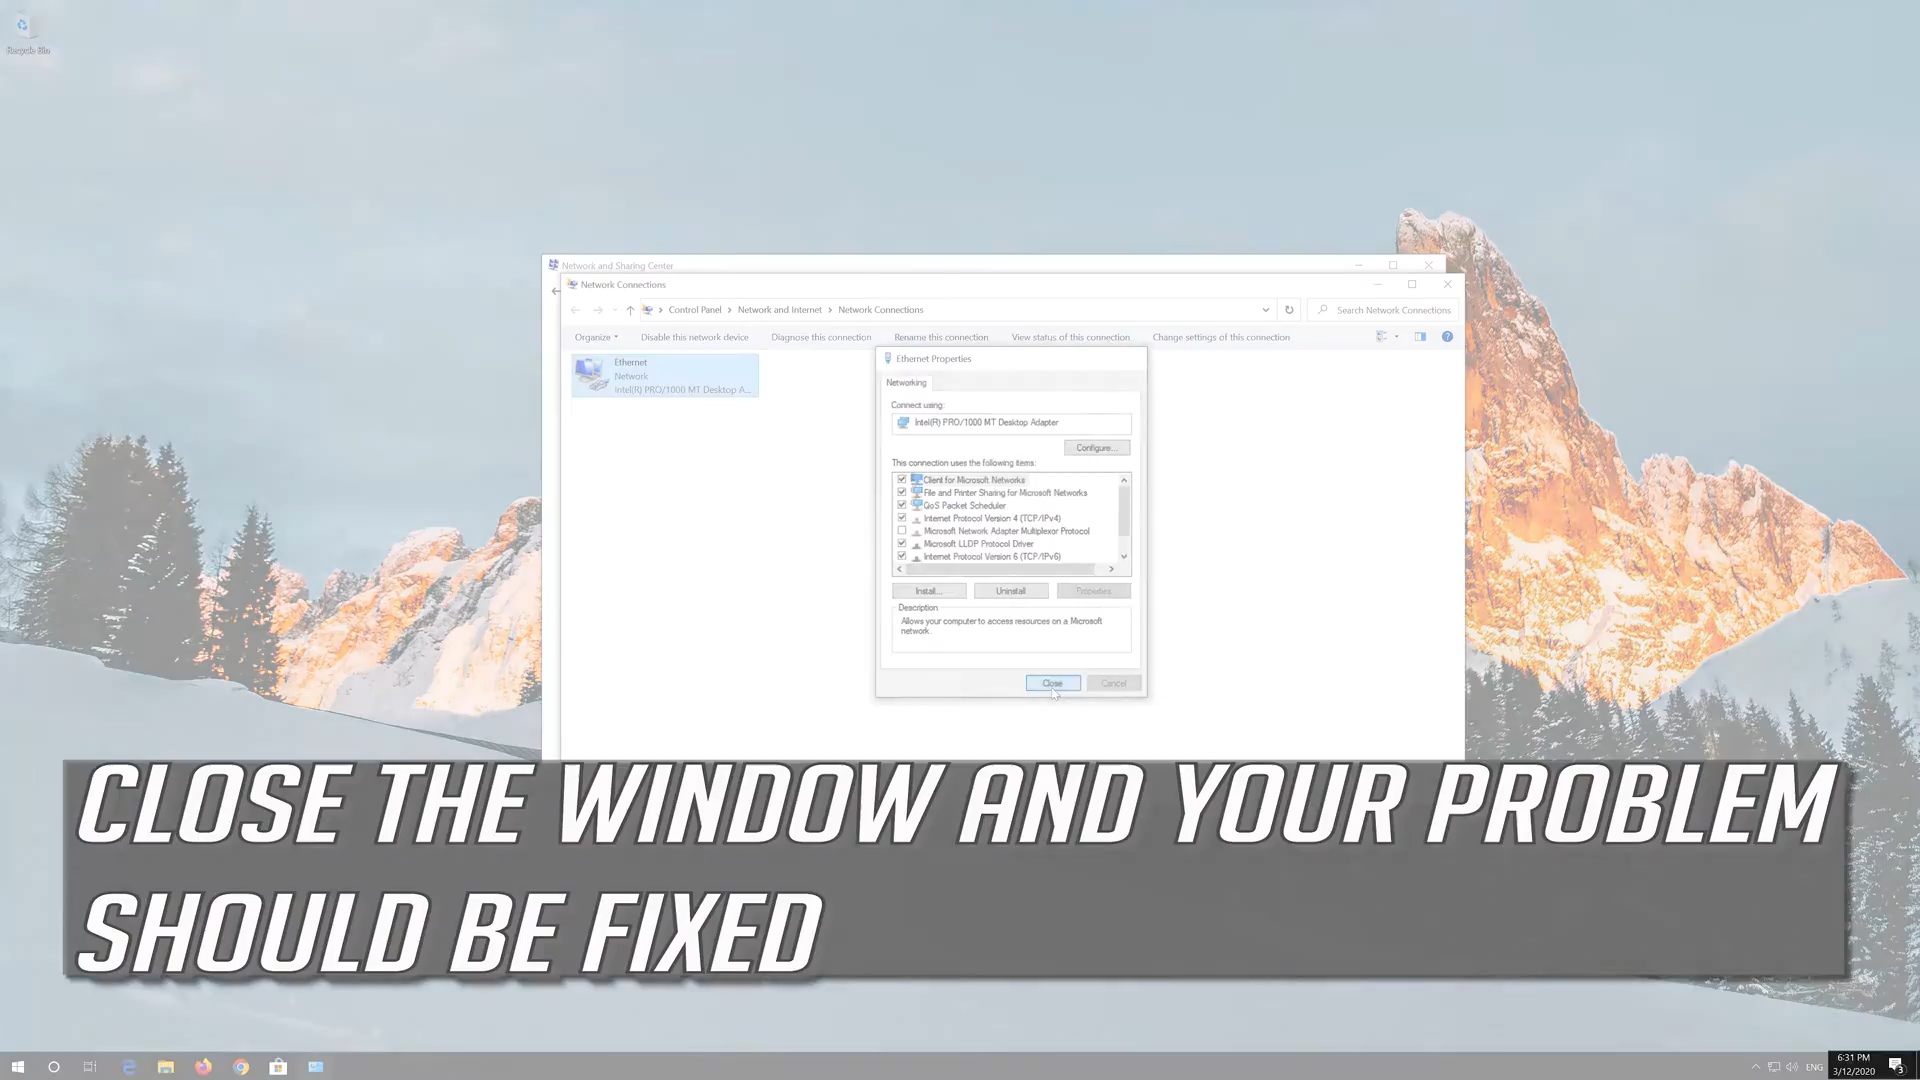 Recycle Bin
Network and Sharing Center
Network Connections
Control Panel > Network and Internet > Network Connections
Search Network Connections
Organize
Disable this network device
Diagnose this connection
Rename this connection
View status of this connection
Change settings of this connection
Ethernet
Network
Intel(R) PRO/1000 MT Desktop A...
Ethernet Properties
Networking
Connect using:
Intel(R) PRO/1000 MT Desktop Adapter
Configure...
This connection uses the following items:
Client for Microsoft Networks
File and Printer Sharing for Microsoft Networks
QoS Packet Scheduler
Internet Protocol Version 4 (TCP/IPv4)
Microsoft Network Adapter Multiplexor Protocol
Microsoft LLDP Protocol Driver
Internet Protocol Version 6 (TCP/IPv6)
Install...
Uninstall
Properties
Description
Allows your computer to access resources on a Microsoft
network.
Close
Cancel
CLOSE THE WINDOW AND YOUR PROBLEM
SHOULD BE FIXED
ENG
6:31 PM
3/12/2020
3